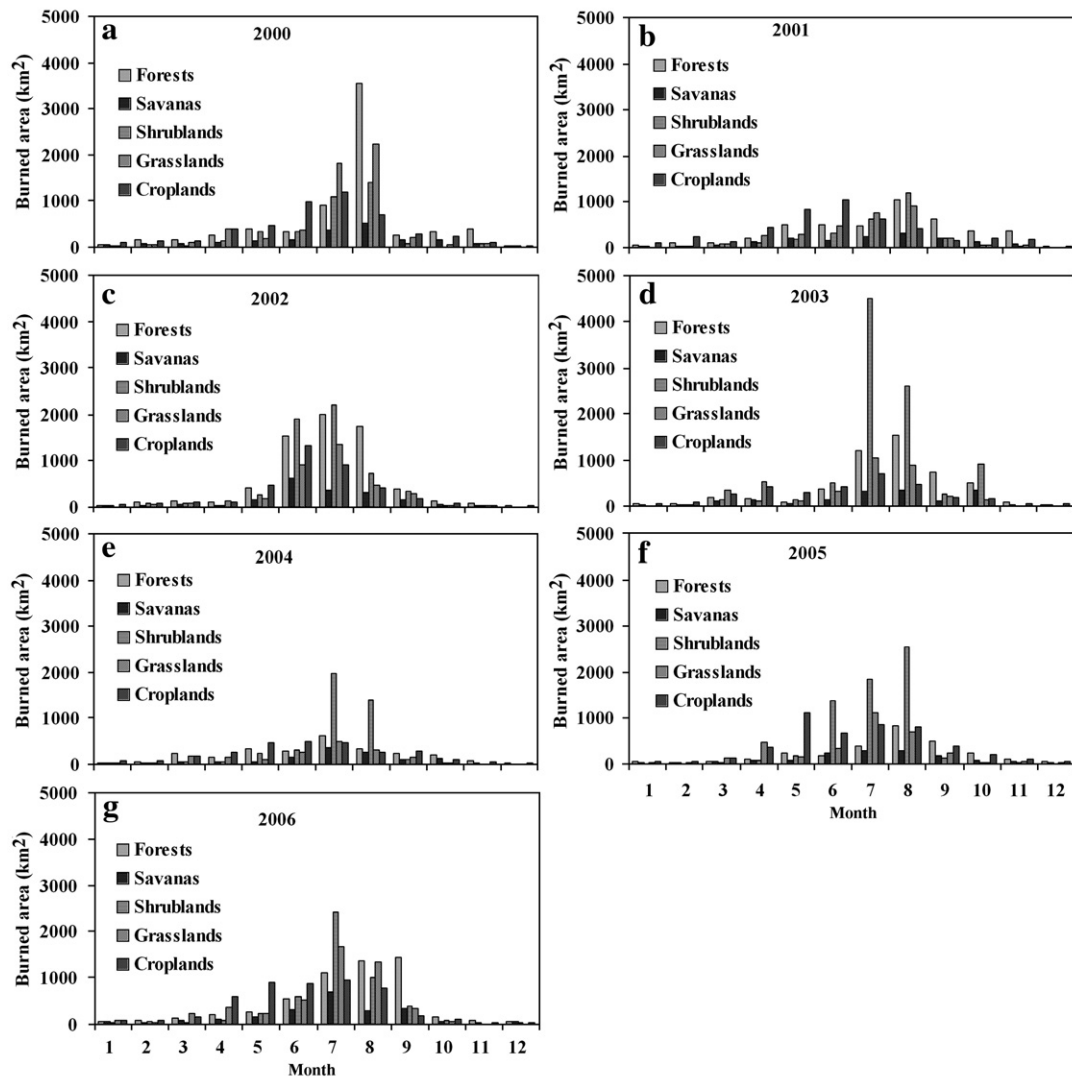 a
2000
5000
4000
3000
2000
1000
0
Burned area (km²)
Forests
Savanas
Shrublands
Grasslands
Croplands
b
2001
5000
4000
3000
2000
1000
0
Burned area (km²)
Forests
Savanas
Shrublands
Grasslands
Croplands
c
2002
5000
4000
3000
2000
1000
0
Burned area (km²)
Forests
Savanas
Shrublands
Grasslands
Croplands
d
2003
5000
4000
3000
2000
1000
0
Burned area (km²)
Forests
Savanas
Shrublands
Grasslands
Croplands
e
2004
5000
4000
3000
2000
1000
0
Burned area (km²)
Forests
Savanas
Shrublands
Grasslands
Croplands
f
2005
5000
4000
3000
2000
1000
0
Burned area (km²)
Forests
Savanas
Shrublands
Grasslands
Croplands
1 2 3 4 5 6 7 8 9 10 11 12
Month
g
2006
5000
4000
3000
2000
1000
0
Burned area (km²)
Forests
Savanas
Shrublands
Grasslands
Croplands
1 2 3 4 5 6 7 8 9 10 11 12
Month